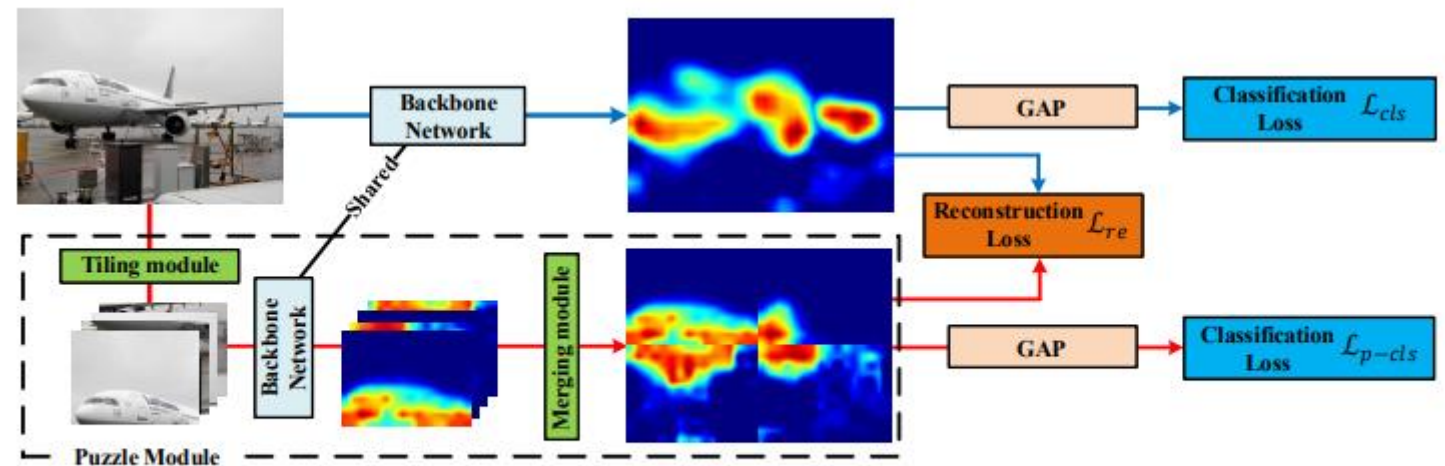 Backbone
Network
GAP
Classification
Loss
ℒcls
Shared
Reconstruction
Loss
ℒre
Tiling module
Backbone
Network
Merging module
GAP
Classification
Loss
ℒp−cls
Puzzle Module